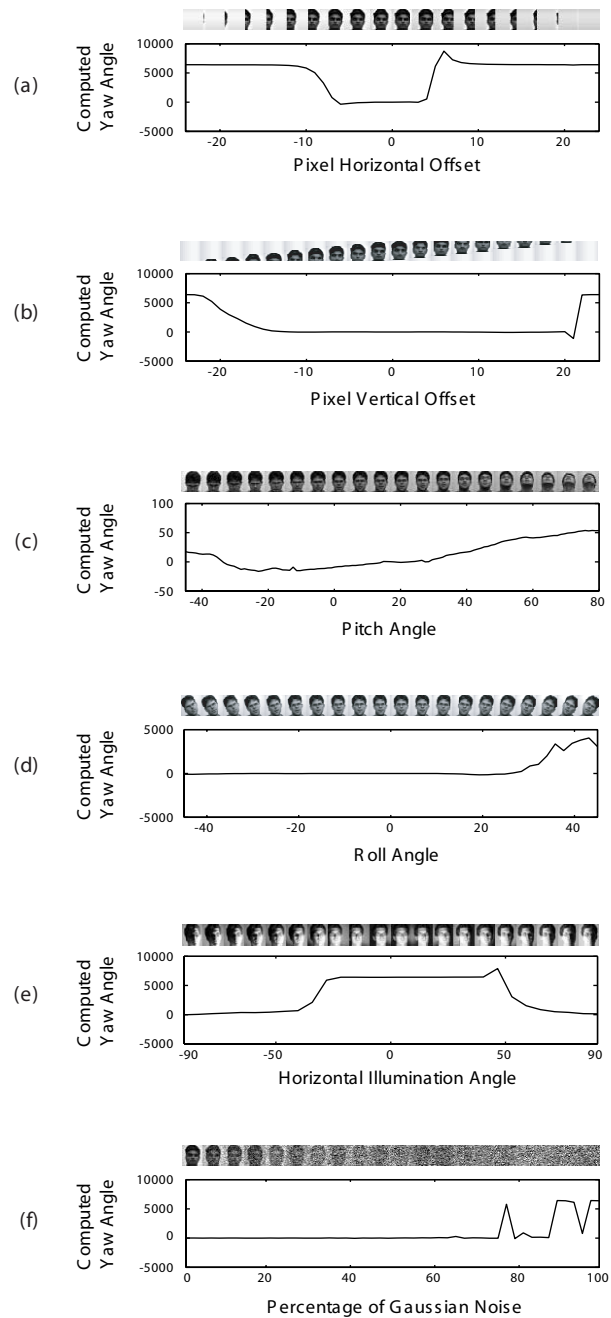 (a)
Computed
Yaw Angle
10000
5000
0
-5000
-20
-10
0
10
20
Pixel Horizontal Offset
(b)
Computed
Yaw Angle
10000
5000
0
-5000
-20
-10
0
10
20
Pixel Vertical Offset
(c)
Computed
Yaw Angle
100
50
0
-50
-40
-20
0
20
40
60
80
Pitch Angle
(d)
Computed
Yaw Angle
5000
0
-5000
-40
-20
0
20
40
Roll Angle
(e)
Computed
Yaw Angle
10000
5000
0
-5000
-90
-50
0
50
90
Horizontal Illumination Angle
(f)
Computed
Yaw Angle
10000
5000
0
-5000
0
20
40
60
80
100
Percentage of Gaussian Noise